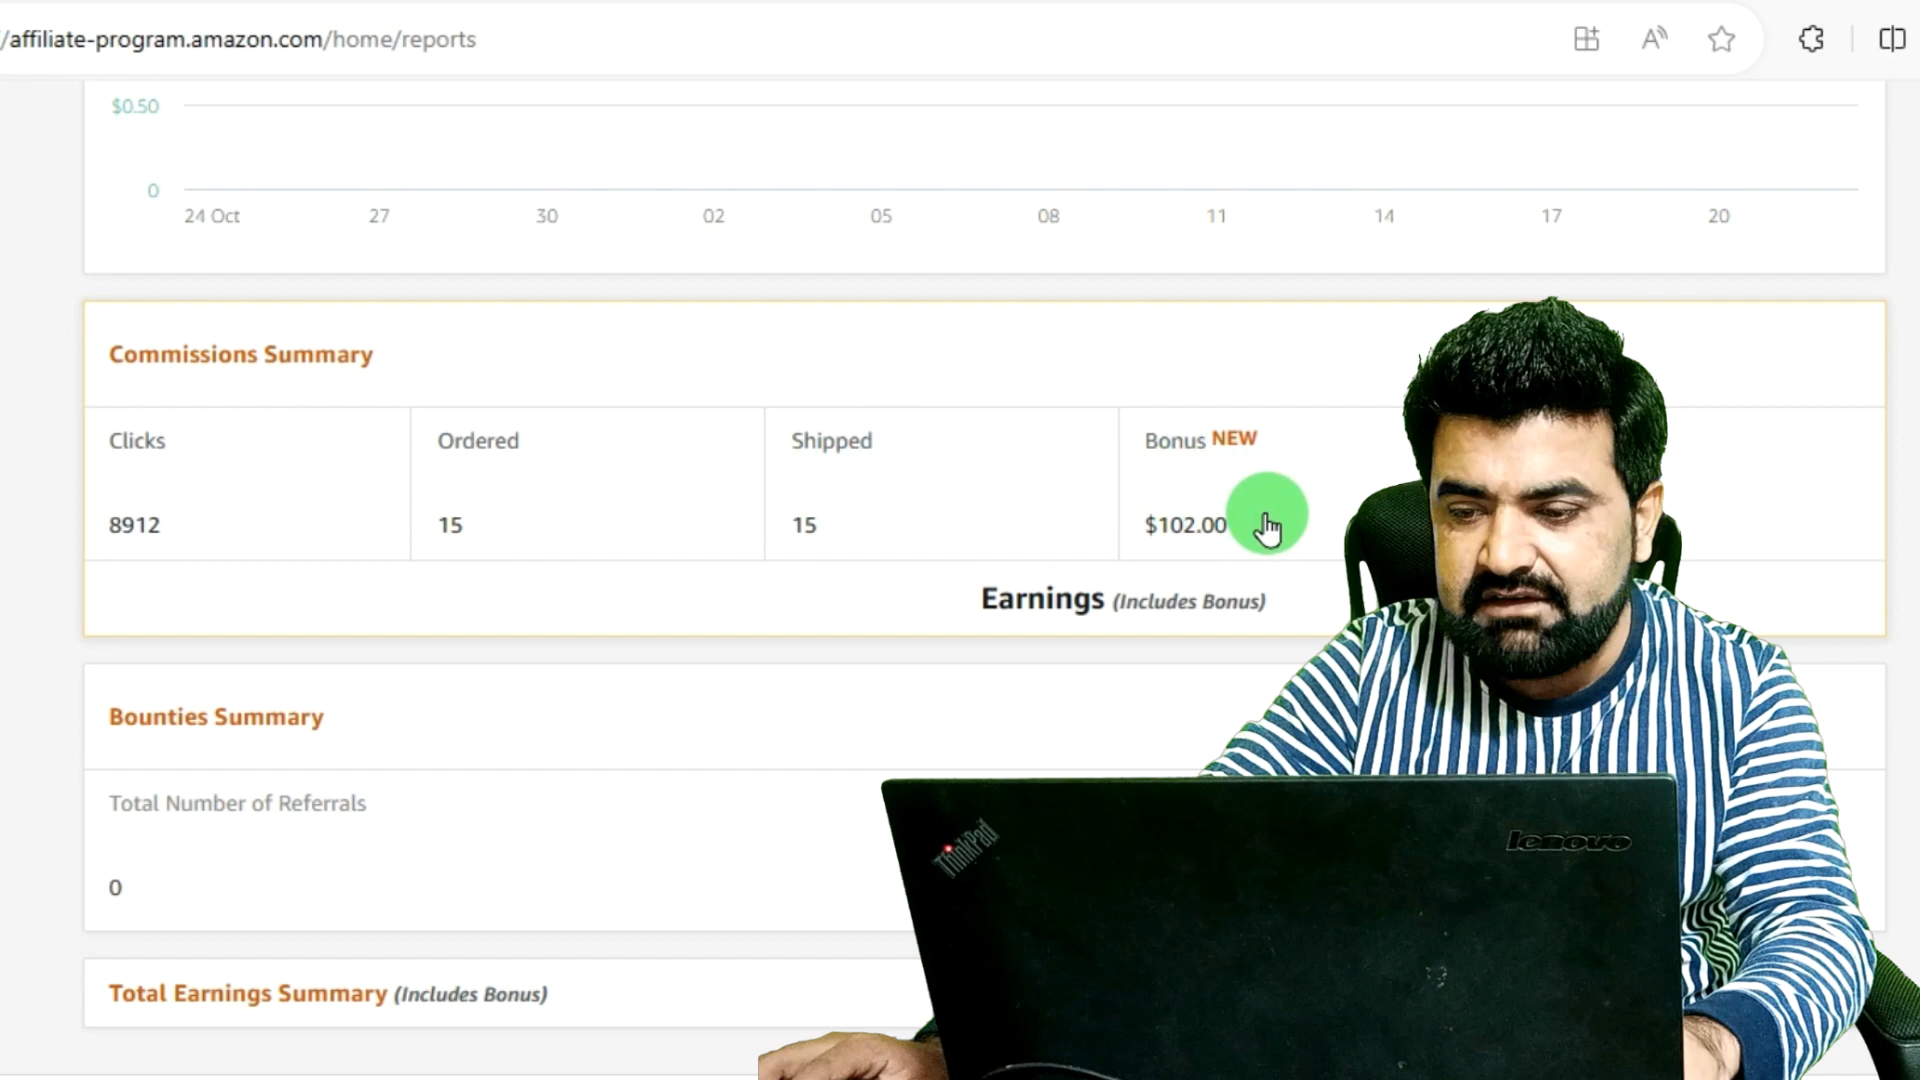 /affiliate-program.amazon.com/home/reports
$0.50
0
24 Oct 27 30 02 05 08 11 14 17 20
Commissions Summary
Clicks Ordered Shipped Bonus NEW
8912 15 15 $102.00
Earnings (Includes Bonus)
Bounties Summary
Total Number of Referrals
0
Total Earnings Summary (Includes Bonus)
ThinkPad
lenovo